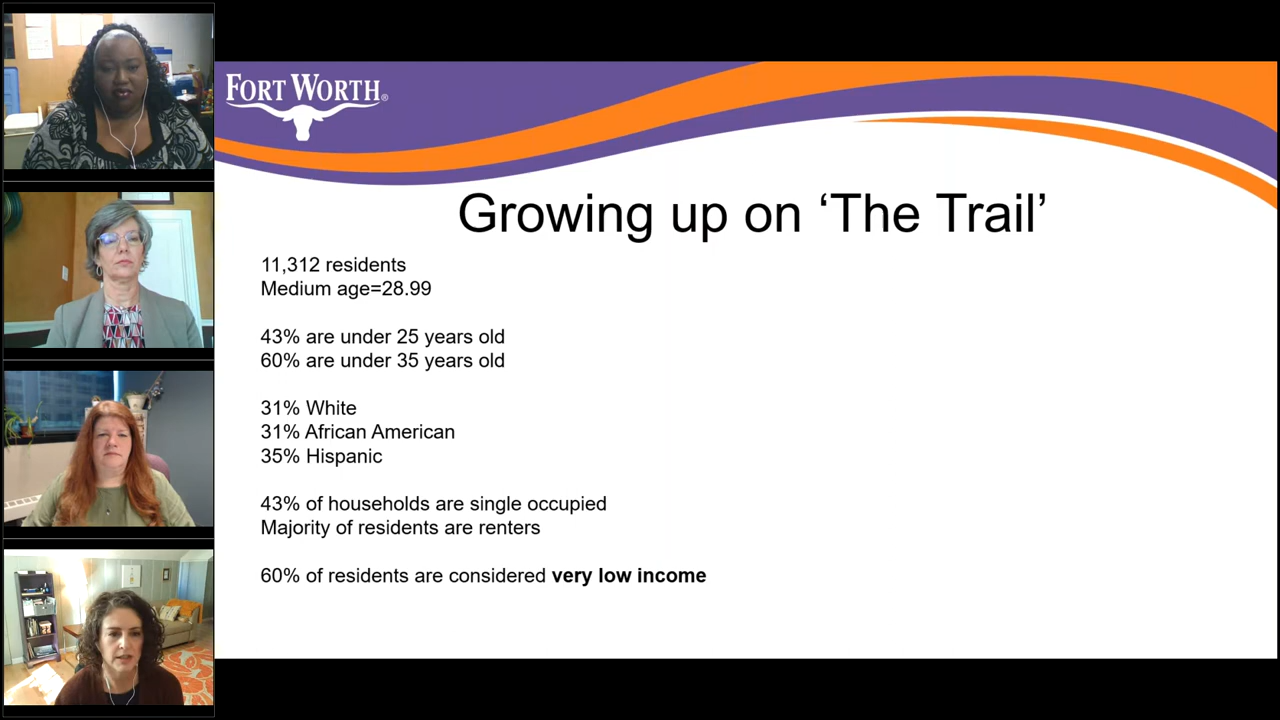 FORT WORTH®
Growing up on ‘The Trail’
11,312 residents
Medium age=28.99
43% are under 25 years old
60% are under 35 years old
31% White
31% African American
35% Hispanic
43% of households are single occupied
Majority of residents are renters
60% of residents are considered very low income